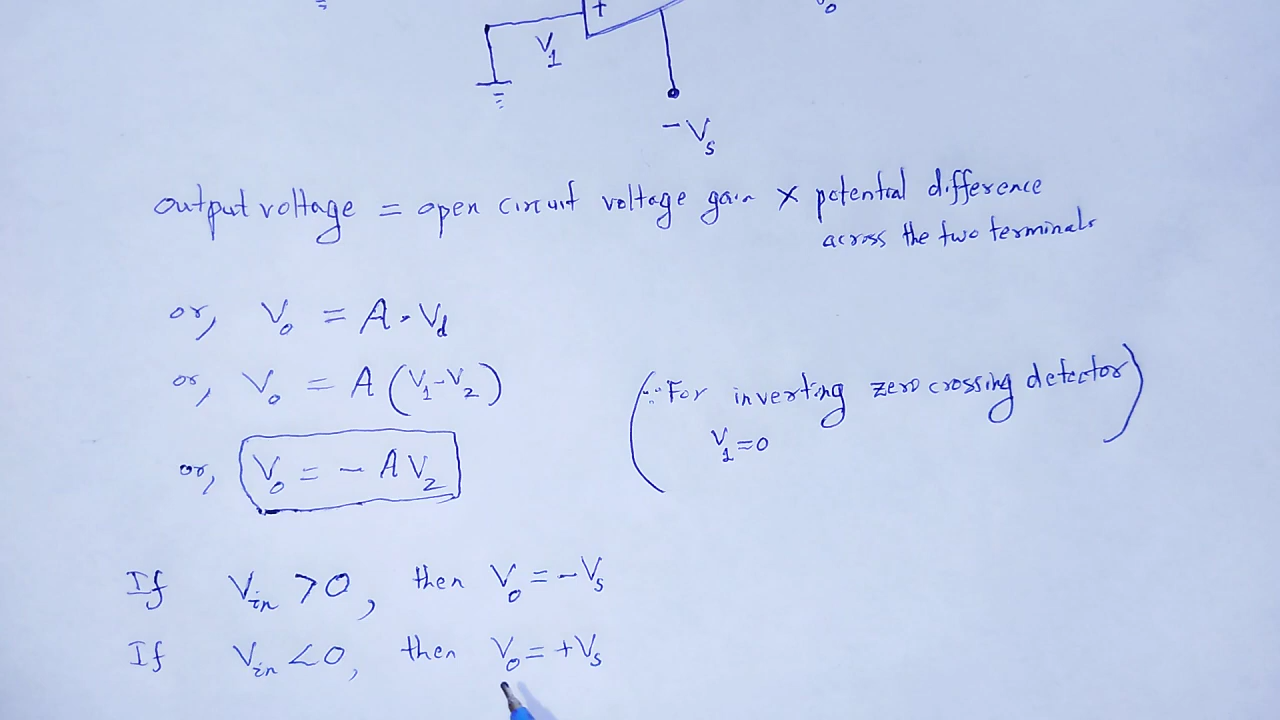 +
V₁
-Vs
output voltage = open circuit voltage gain × potential difference
across the two terminals
or, V₀ = A·Vd
or, V₀ = A(V₁-V₂)
(∵ For inverting zero crossing detector)
V₁=0
or, V₀ = - AV₂
If Vin >0, then V₀ = -Vs
If Vin <0, then V₀ = +Vs